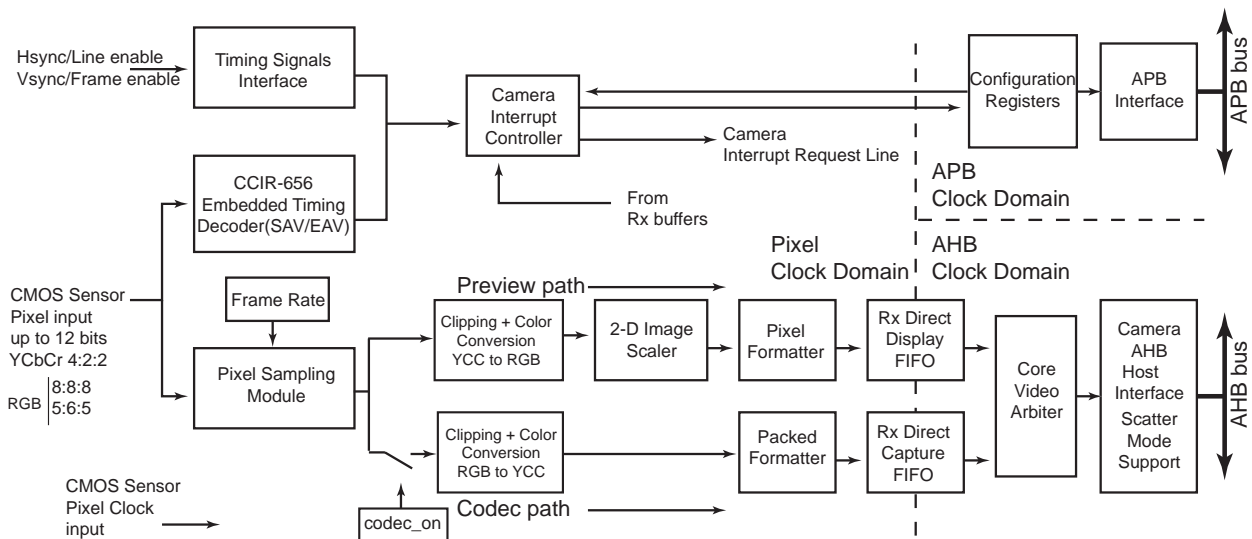 Hsync/Line enable
Vsync/Frame enable
Timing Signals
Interface
Camera
Interrupt
Controller
Configuration
Registers
APB
Interface
APB bus
Camera
Interrupt Request Line
CCIR-656
Embedded Timing
Decoder(SAV/EAV)
From
Rx buffers
APB
Clock Domain
Pixel
Clock Domain
AHB
Clock Domain
CMOS Sensor
Pixel input
up to 12 bits
YCbCr 4:2:2
RGB
8:8:8
5:6:5
Frame Rate
Pixel Sampling
Module
Preview path
Clipping + Color
Conversion
YCC to RGB
2-D Image
Scaler
Pixel
Formatter
Rx Direct
Display
FIFO
Core
Video
Arbiter
Camera
AHB
Host
Interface
Scatter
Mode
Support
AHB bus
Clipping + Color
Conversion
RGB to YCC
Packed
Formatter
Rx Direct
Capture
FIFO
Codec path
codec_on
CMOS Sensor
Pixel Clock
input